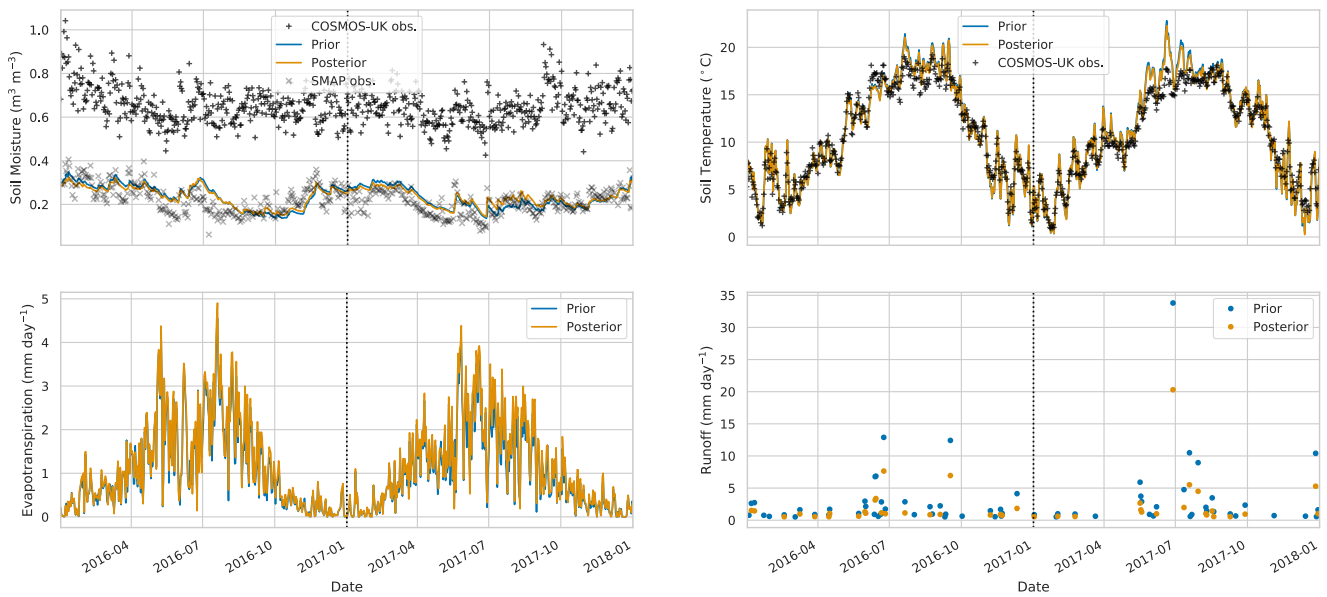 COSMOS-UK obs.
Prior
Posterior
SMAP obs.
1.0
0.8
0.6
0.4
0.2
Soil Moisture (m³ m⁻³)
Prior
Posterior
COSMOS-UK obs.
20
15
10
5
0
Soil Temperature (° C)
Prior
Posterior
5
4
3
2
1
0
Evapotranspiration (mm day⁻¹)
2016-04
2016-07
2016-10
2017-01
2017-04
2017-07
2017-10
2018-01
Date
Prior
Posterior
35
30
25
20
15
10
5
0
Runoff (mm day⁻¹)
2016-04
2016-07
2016-10
2017-01
2017-04
2017-07
2017-10
2018-01
Date